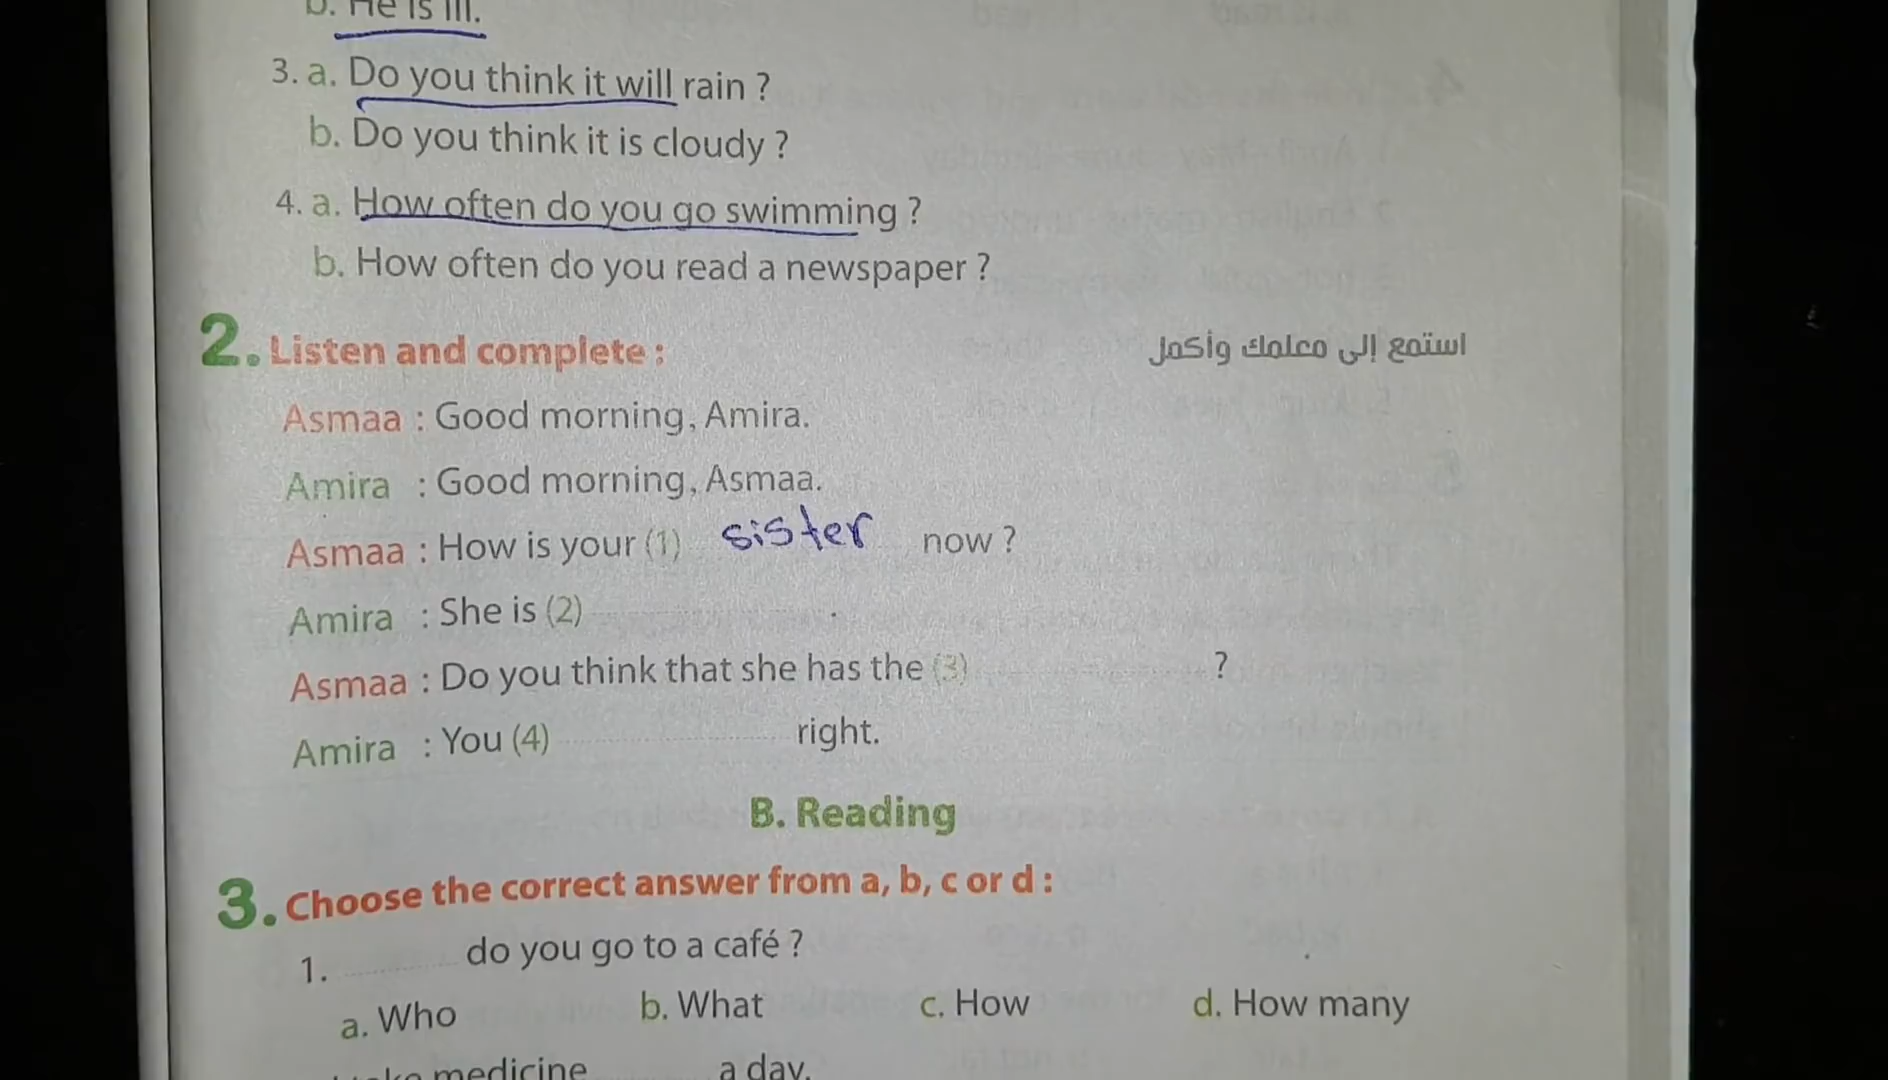 b. He is ill.
3. a. Do you think it will rain ?
b. Do you think it is cloudy ?
4. a. How often do you go swimming ?
b. How often do you read a newspaper ?
2. Listen and complete : استمع إلى معلمك وأكمل
Asmaa : Good morning, Amira.
Amira : Good morning, Asmaa.
Asmaa : How is your (1) sister now ?
Amira : She is (2) .
Asmaa : Do you think that she has the (3) ?
Amira : You (4) right.
B. Reading
3. Choose the correct answer from a, b, c or d :
1. do you go to a café ?
a. Who b. What c. How d. How many
medicine a day.